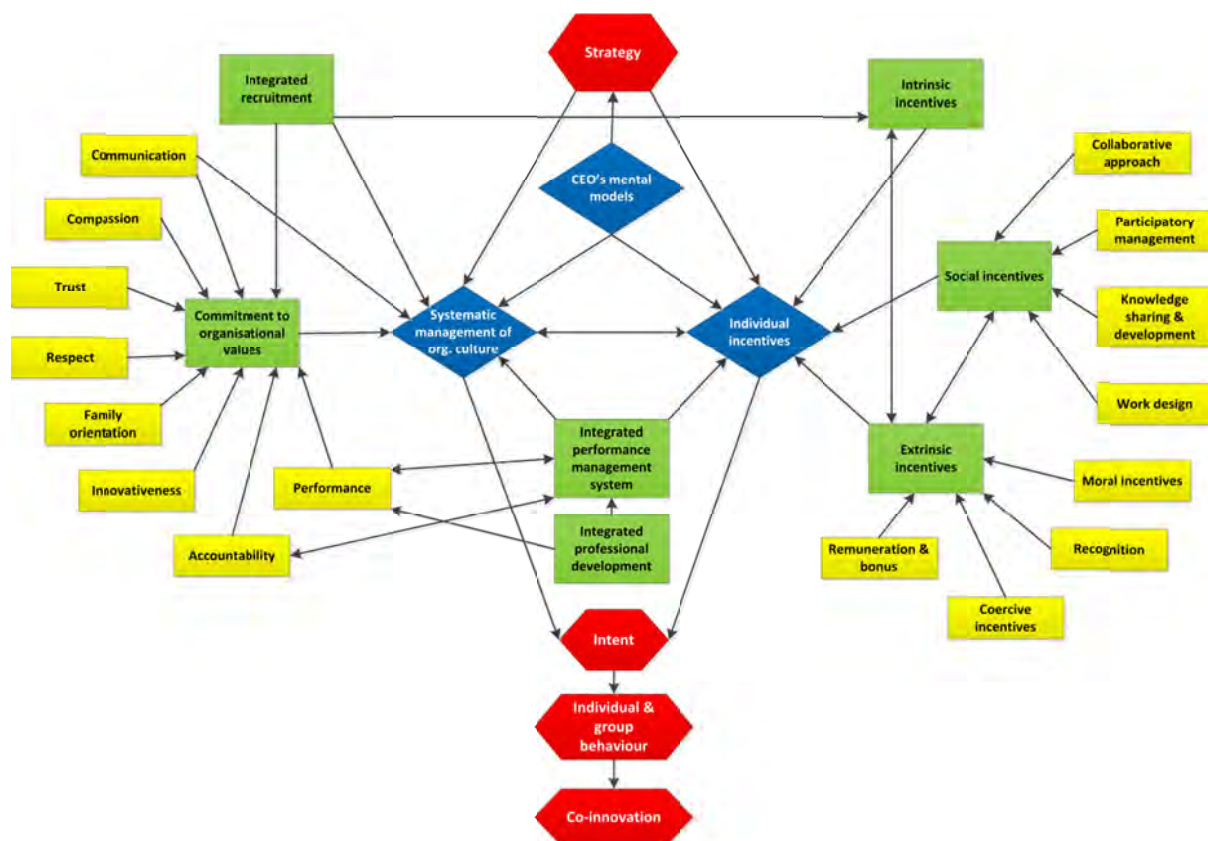 Strategy
Integrated
recruitment
Intrinsic
incentives
Communication
Collaborative
approach
CEO's mental
models
Compassion
Participatory
management
Trust
Social incentives
Commitment to
organisational
values
Systematic
management of
org. culture
Individual
incentives
Knowledge
sharing &
development
Respect
Family
orientation
Work design
Integrated
performance
management
system
Extrinsic
incentives
Innovativeness
Performance
Moral incentives
Accountability
Integrated
professional
development
Remuneration &
bonus
Recognition
Coercive
incentives
Intent
Individual &
group
behaviour
Co-innovation